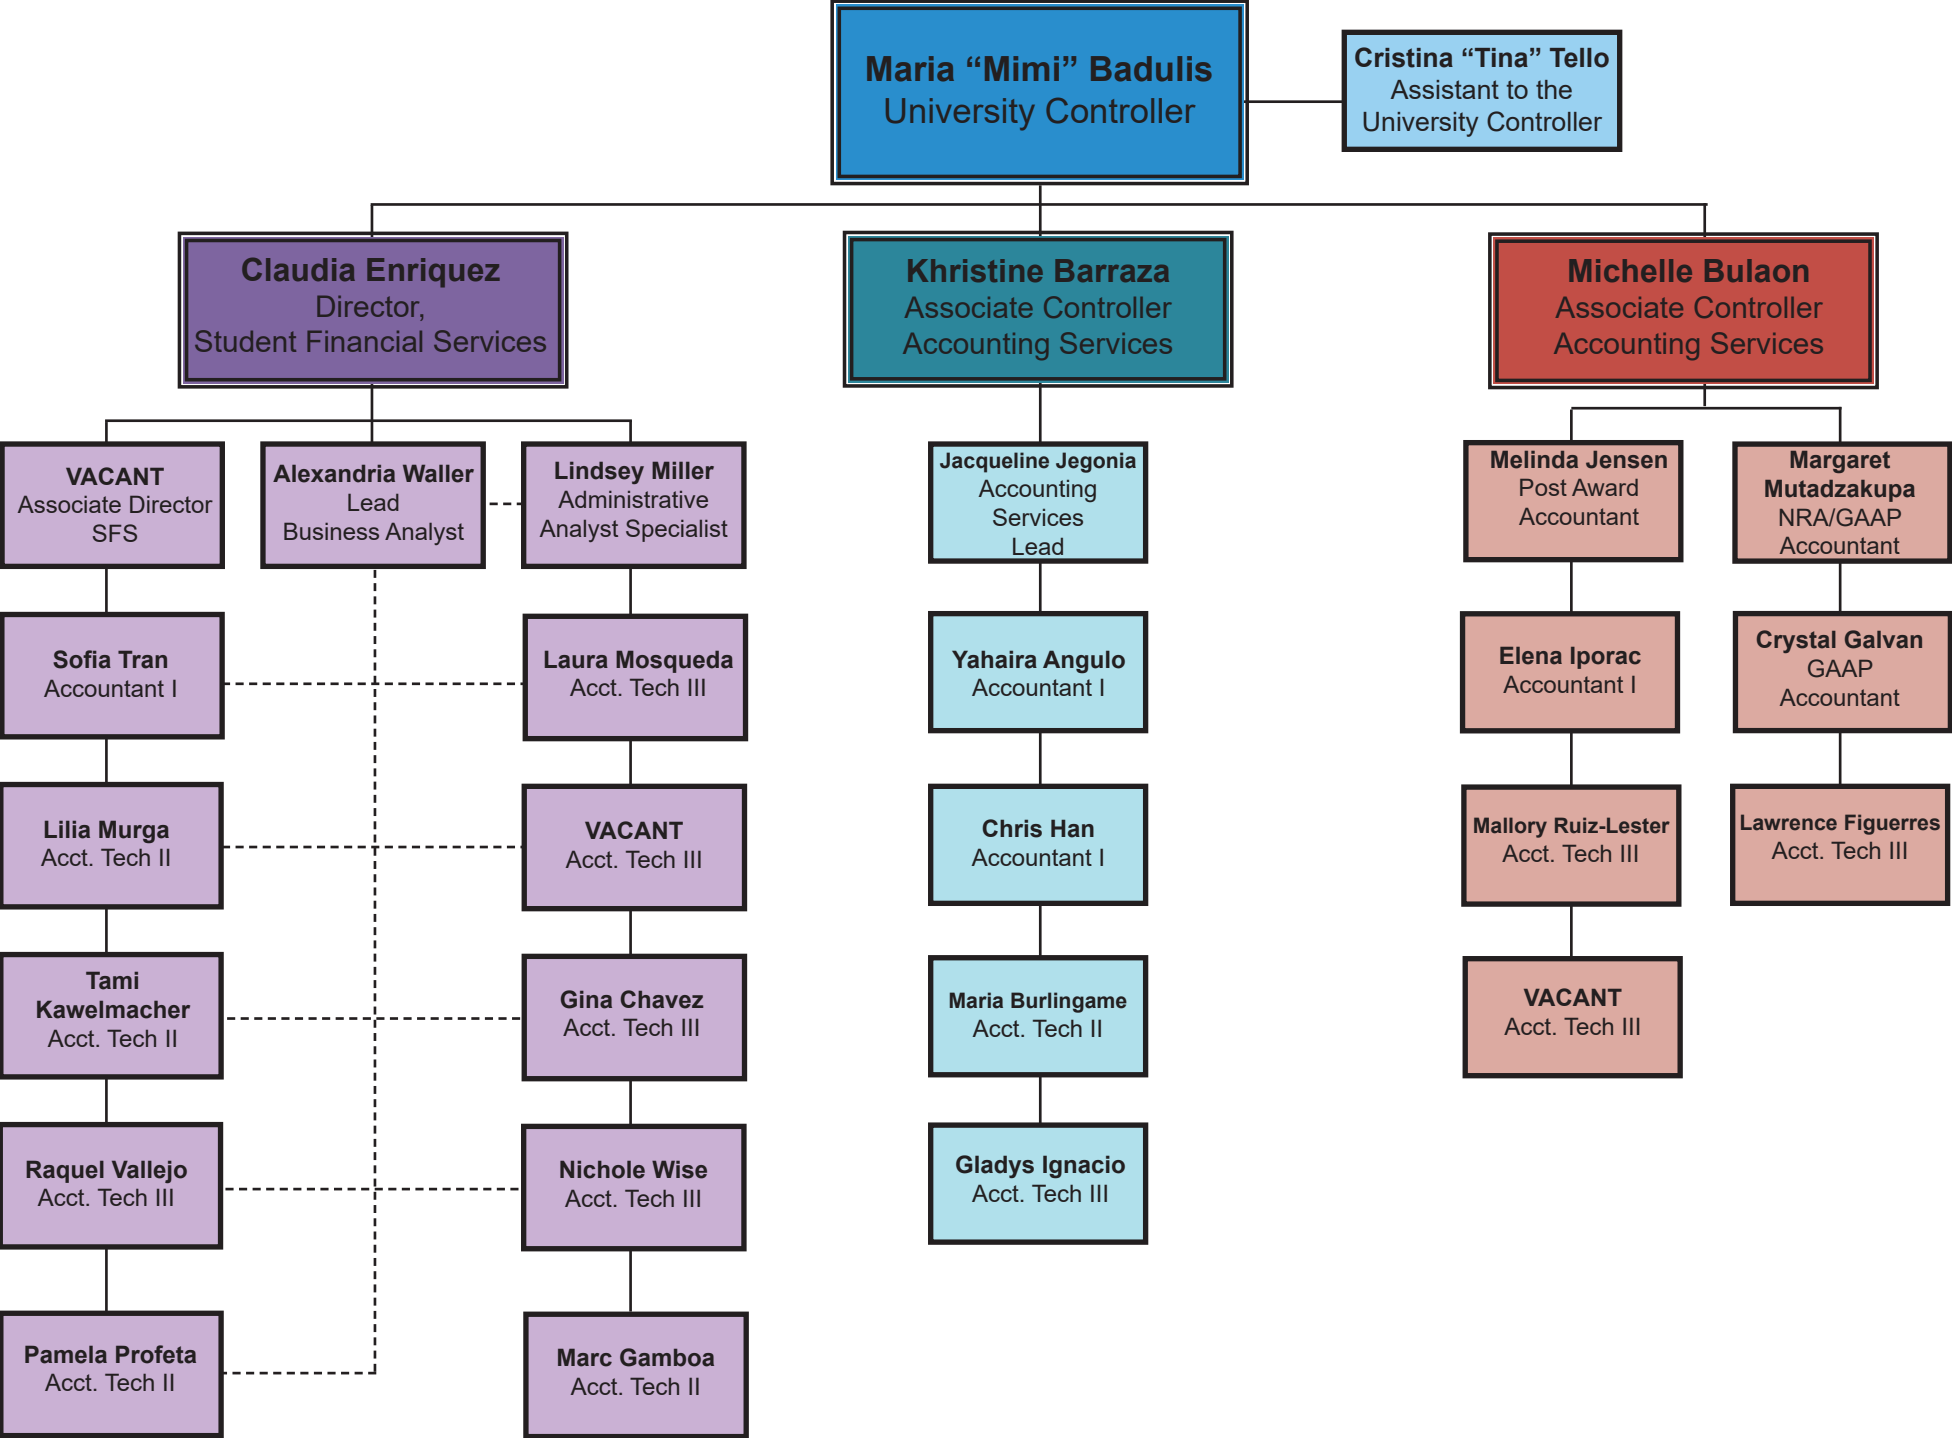 Maria “Mimi” Badulis
University Controller
Cristina “Tina” Tello
Assistant to the
University Controller
Claudia Enriquez
Director,
Student Financial Services
Khristine Barraza
Associate Controller
Accounting Services
Michelle Bulaon
Associate Controller
Accounting Services
VACANT
Associate Director
SFS
Alexandria Waller
Lead
Business Analyst
Lindsey Miller
Administrative
Analyst Specialist
Jacqueline Jegonia
Accounting
Services
Lead
Melinda Jensen
Post Award
Accountant
Margaret
Mutadzakupa
NRA/GAAP
Accountant
Sofia Tran
Accountant I
Laura Mosqueda
Acct. Tech III
Yahaira Angulo
Accountant I
Elena Iporac
Accountant I
Crystal Galvan
GAAP
Accountant
Lilia Murga
Acct. Tech II
VACANT
Acct. Tech III
Chris Han
Accountant I
Mallory Ruiz-Lester
Acct. Tech III
Lawrence Figuerres
Acct. Tech III
Tami
Kawelmacher
Acct. Tech II
Gina Chavez
Acct. Tech III
Maria Burlingame
Acct. Tech II
VACANT
Acct. Tech III
Raquel Vallejo
Acct. Tech III
Nichole Wise
Acct. Tech III
Gladys Ignacio
Acct. Tech III
Pamela Profeta
Acct. Tech II
Marc Gamboa
Acct. Tech II